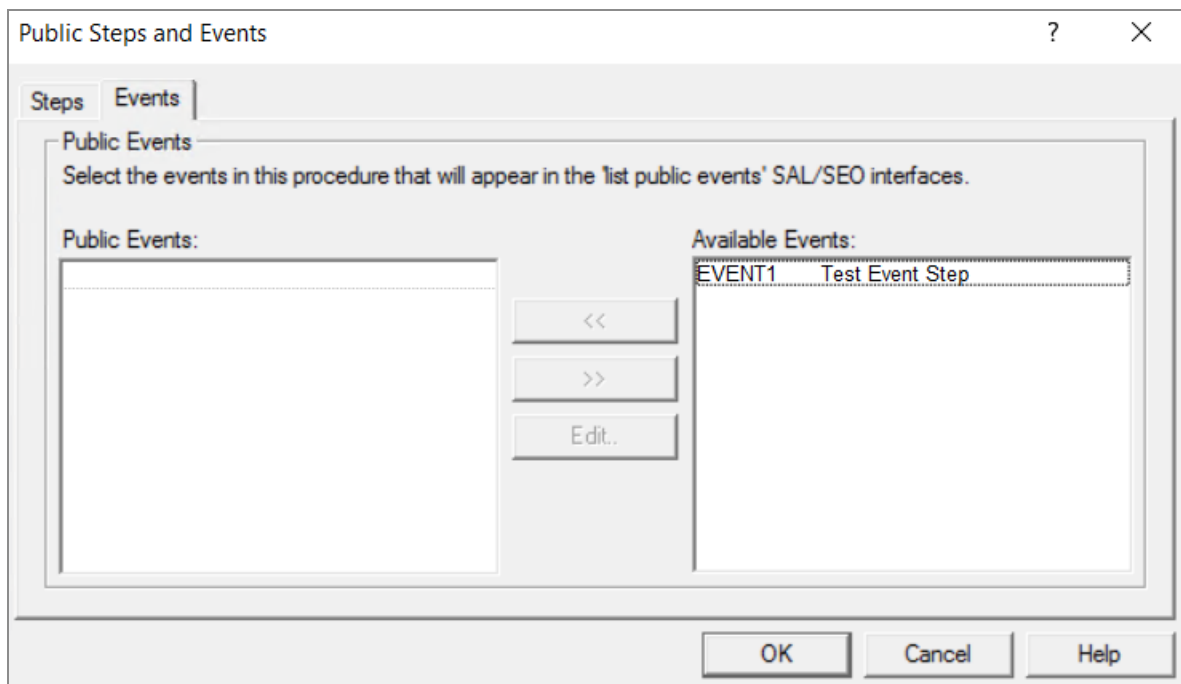 Public Steps and Events
?
Steps
Events
Public Events
Select the events in this procedure that will appear in the 'list public events' SAL/SEO interfaces.
Public Events:
Available Events:
EVENT1 Test Event Step
<<
>>
Edit..
OK
Cancel
Help